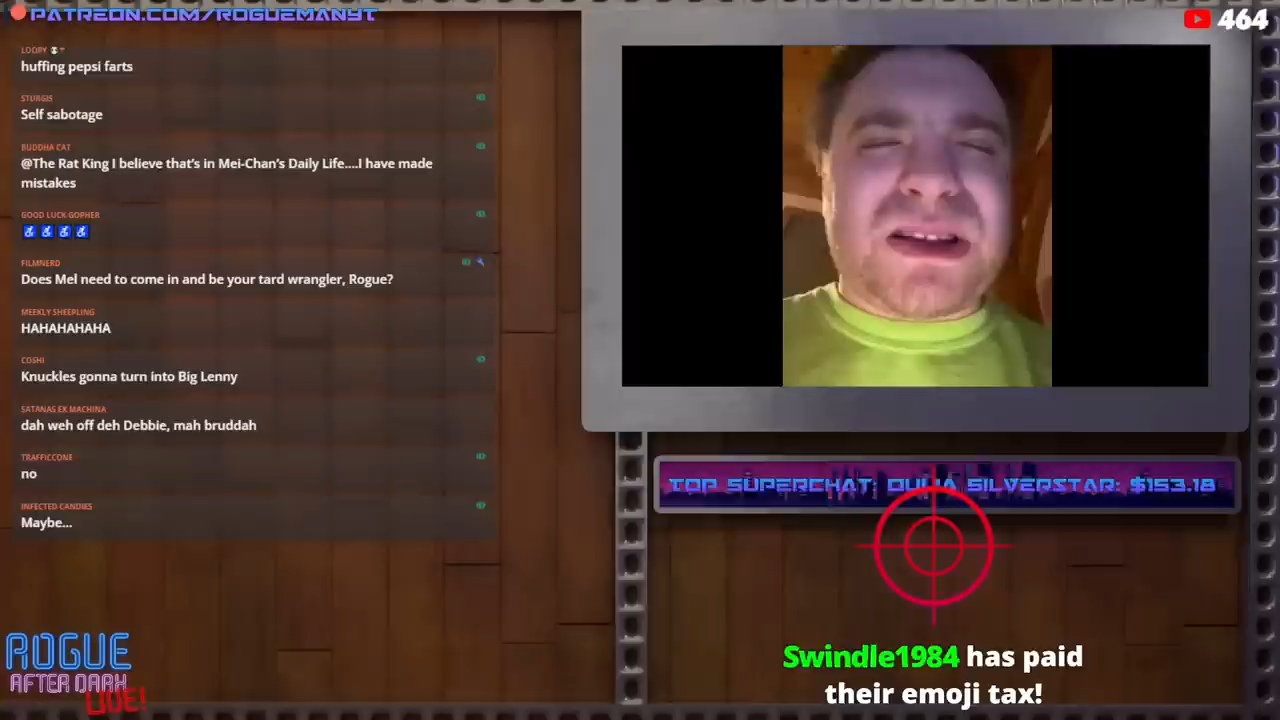 PATREON.COM/ROGUEMANYT
464
LOOPY
huffing pepsi farts
STURGIS
Self sabotage
BUDDHA CAT
@The Rat King I believe that's in Mei-Chan's Daily Life....I have made
mistakes
GOOD LUCK GOPHER
FILMNERD
Does Mel need to come in and be your tard wrangler, Rogue?
MEEKLY SHEEPLING
HAHAHAHAHA
COSHI
Knuckles gonna turn into Big Lenny
SATANAS EX MACHINA
dah weh off deh Debbie, mah bruddah
TRAFFICCONE
no
INFECTED CANDIES
Maybe...
TOP SUPERCHAT: OUIJA SILVERSTAR: $153.18
Swindle1984 has paid
their emoji tax!
ROGUE
AFTER DARK
LIVE!